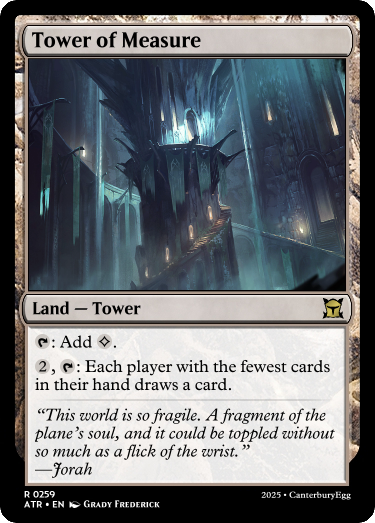 Tower of Measure
Land — Tower
: Add .
2, : Each player with the fewest cards
in their hand draws a card.
“This world is so fragile. A fragment of the
plane’s soul, and it could be toppled without
so much as a flick of the wrist.”
—Jorah
R 0259
ATR • EN Grady Frederick
2025 • CanterburyEgg